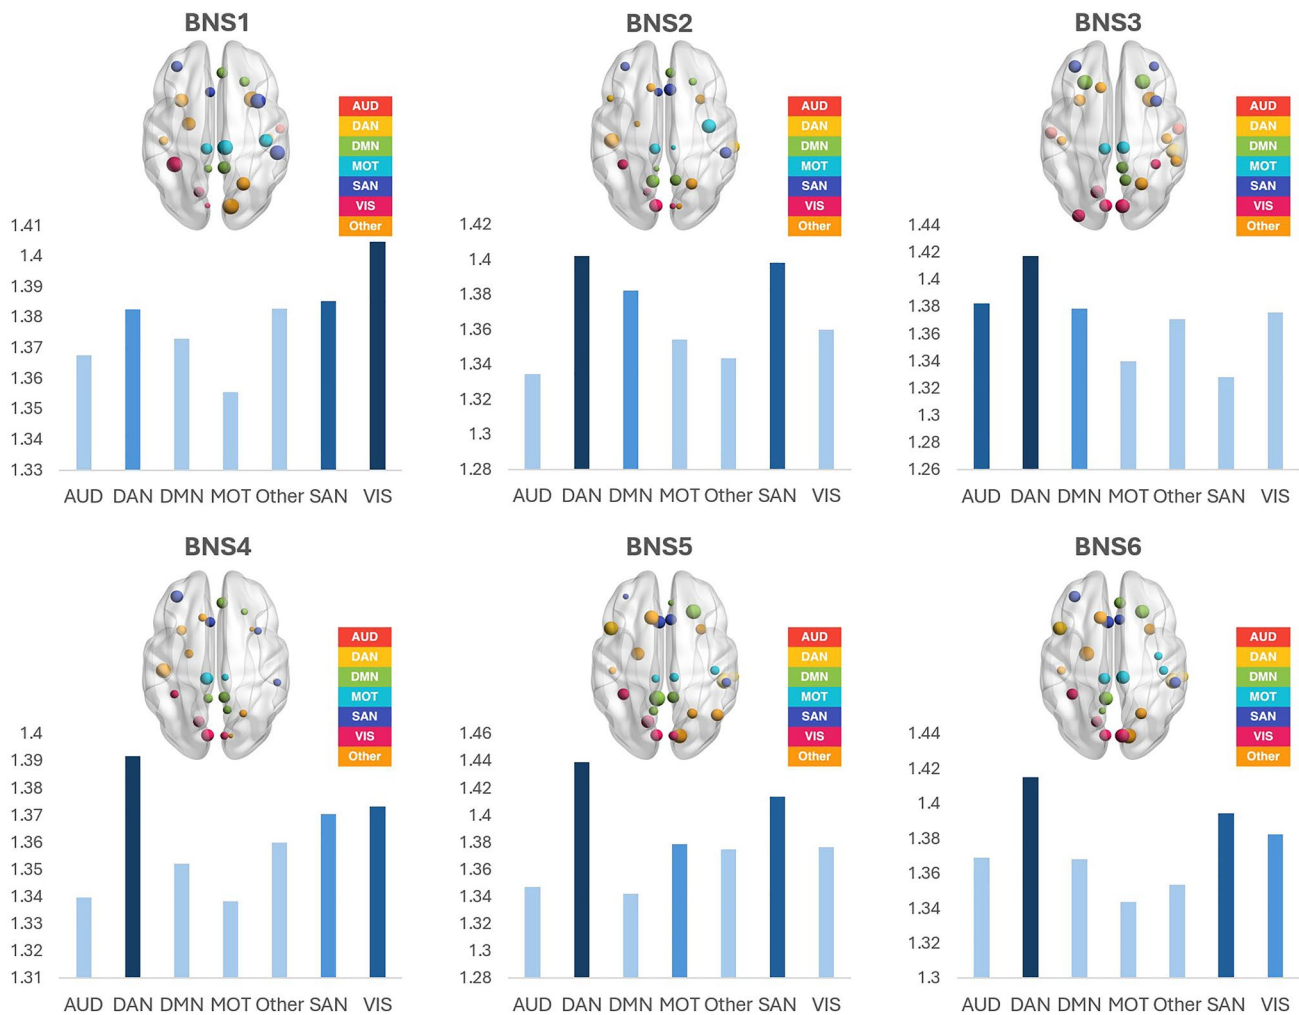 BNS1
AUD
DAN
DMN
MOT
SAN
VIS
Other
1.41
1.4
1.39
1.38
1.37
1.36
1.35
1.34
1.33
AUD DAN DMN MOT Other SAN VIS
BNS2
AUD
DAN
DMN
MOT
SAN
VIS
Other
1.42
1.4
1.38
1.36
1.34
1.32
1.3
1.28
AUD DAN DMN MOT Other SAN VIS
BNS3
AUD
DAN
DMN
MOT
SAN
VIS
Other
1.44
1.42
1.4
1.38
1.36
1.34
1.32
1.3
1.28
1.26
AUD DAN DMN MOT Other SAN VIS
BNS4
AUD
DAN
DMN
MOT
SAN
VIS
Other
1.4
1.39
1.38
1.37
1.36
1.35
1.34
1.33
1.32
1.31
AUD DAN DMN MOT Other SAN VIS
BNS5
AUD
DAN
DMN
MOT
SAN
VIS
Other
1.46
1.44
1.42
1.4
1.38
1.36
1.34
1.32
1.3
1.28
AUD DAN DMN MOT Other SAN VIS
BNS6
AUD
DAN
DMN
MOT
SAN
VIS
Other
1.44
1.42
1.4
1.38
1.36
1.34
1.32
1.3
AUD DAN DMN MOT Other SAN VIS